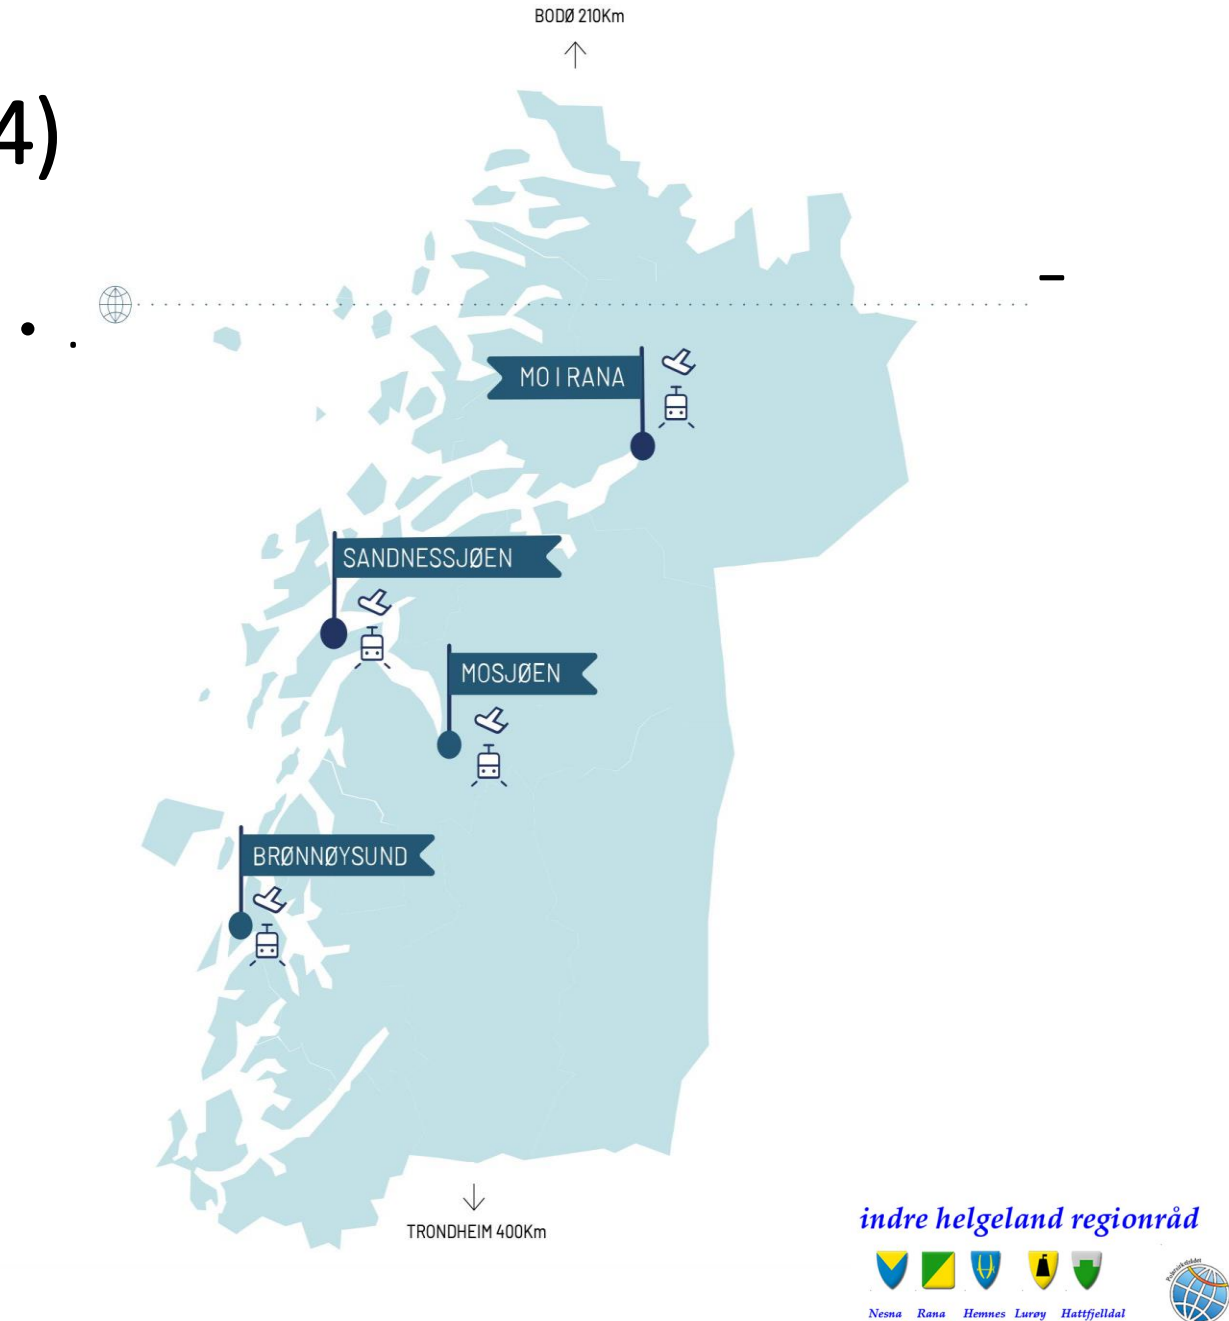 BODØ 210Km
4)
–
• .
MO I RANA
SANDNESSJØEN
MOSJØEN
BRØNNØYSUND
TRONDHEIM 400Km
indre helgeland regionråd
Nesna Rana Hemnes Lurøy Hattfjelldal